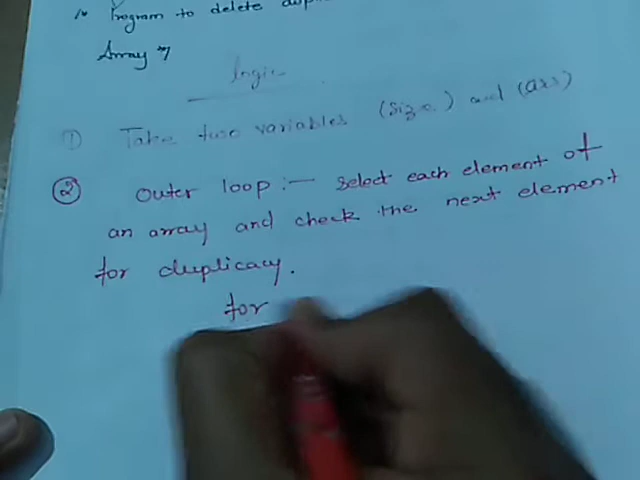 Program to delete
Array */
logic
① Take two variables (size) and (arr)
② outer loop :- select each element of
an array and check the next element
for duplicacy.
for